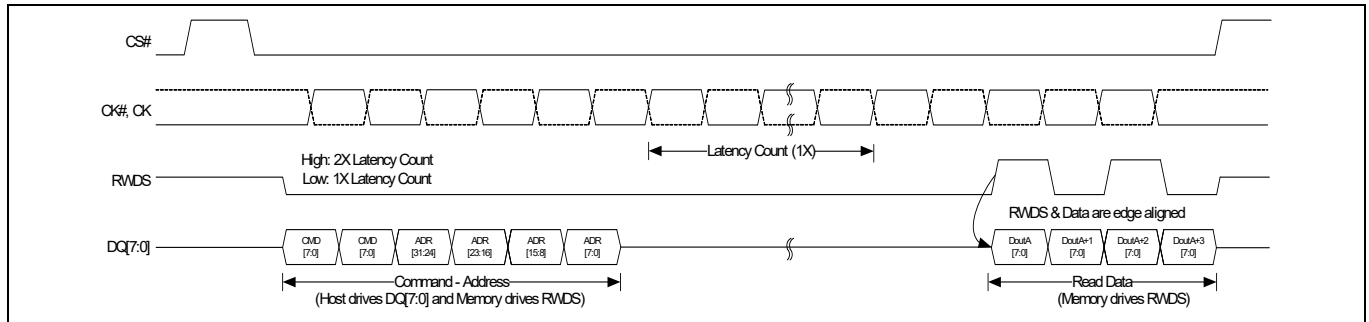 CS#
CK#, CK
Latency Count (1X)
High: 2X Latency Count
Low: 1X Latency Count
RWDS
RWDS & Data are edge aligned
DQ[7:0]
CMD [7:0]
CMD [7:0]
ADR [31:24]
ADR [23:16]
ADR [15:8]
ADR [7:0]
DoutA [7:0]
DoutA+1 [7:0]
DoutA+2 [7:0]
DoutA+3 [7:0]
Command - Address
(Host drives DQ[7:0] and Memory drives RWDS)
Read Data
(Memory drives RWDS)